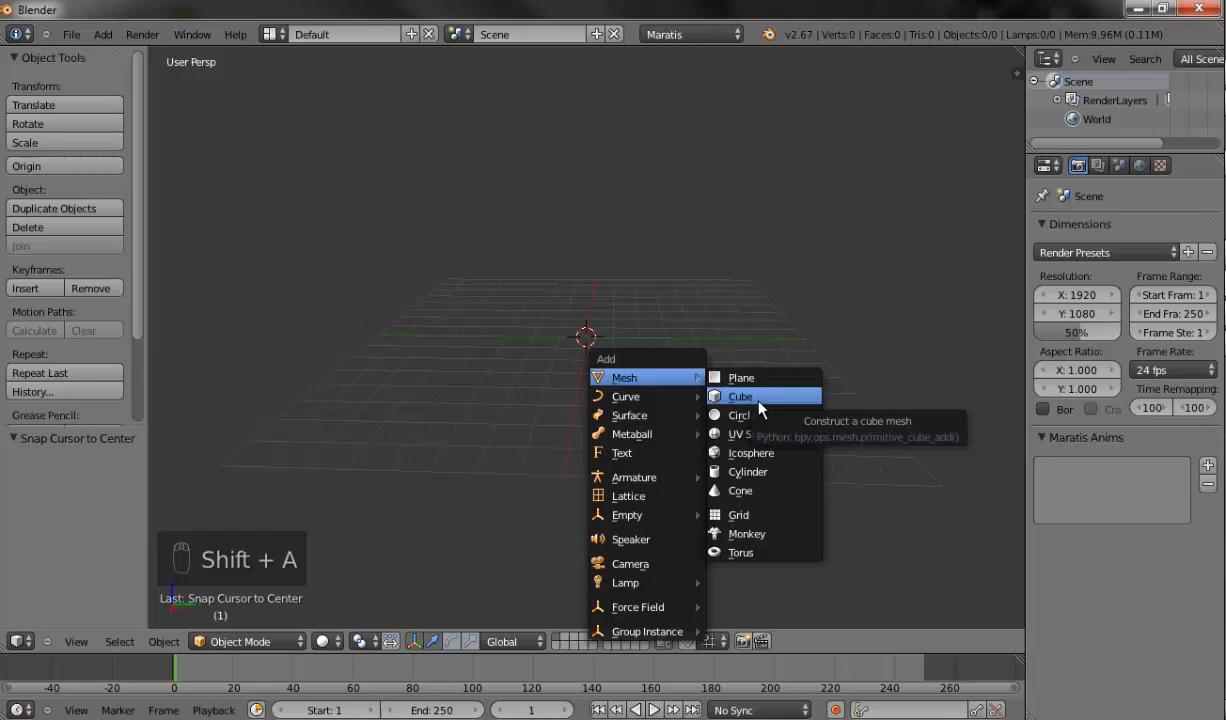 Blender
File Add Render Window Help Default Scene Maratis v2.67 | Verts:0 | Faces:0 | Tris:0 | Objects:0/0 | Lamps:0/0 | Mem:9.96M (0.11M)
Object Tools
Transform:
Translate
Rotate
Scale
Origin
Object:
Duplicate Objects
Delete
Join
Keyframes:
Insert Remove
Motion Paths:
Calculate Clear
Repeat:
Repeat Last
History...
Grease Pencil:
Snap Cursor to Center
User Persp
Add
Mesh
Curve
Surface
Metaball
Text
Armature
Lattice
Empty
Speaker
Camera
Lamp
Force Field
Group Instance
Plane
Cube
Circl
UV S
Icosphere
Cylinder
Cone
Grid
Monkey
Torus
Construct a cube mesh
Python: bpy.ops.mesh.primitive_cube_add()
Shift + A
Last: Snap Cursor to Center
(1)
View Search All Scene
Scene
RenderLayers |
World
Scene
Dimensions
Render Presets
Resolution: Frame Range:
X: 1920 Start Fram: 1
Y: 1080 End Fra: 250
50% Frame Ste: 1
Aspect Ratio: Frame Rate:
X: 1.000 24 fps
Y: 1.000 Time Remapping:
Bor Cro 100 100
Maratis Anims
View Select Object Object Mode Global
-40 -20 0 20 40 60 80 100 120 140 160 180 200 220 240 260
View Marker Frame Playback Start: 1 End: 250 1 No Sync